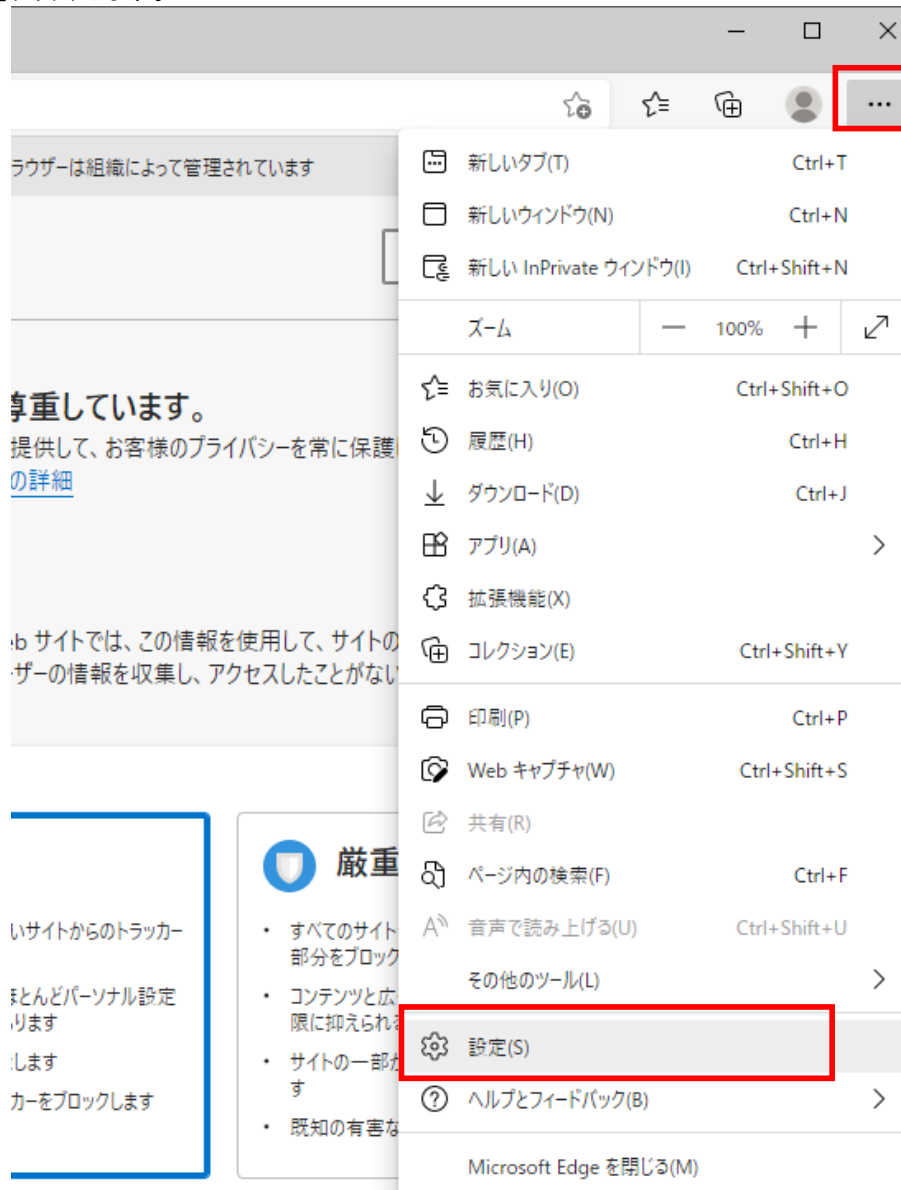 ラウザーは組織によって管理されています
尊重しています。
提供して、お客様のプライバシーを常に保護
の詳細
eb サイトでは、この情報を使用して、サイトの
ーザーの情報を収集し、アクセスしたことがない
いサイトからのトラッカー
ほとんどパーソナル設定
ります
します
カーをブロックします
厳重
• すべてのサイト
部分をブロック
• コンテンツと広
限に抑えられる
• サイトの一部が
す
• 既知の有害な
新しいタブ(T) Ctrl+T
新しいウィンドウ(N) Ctrl+N
新しい InPrivate ウィンドウ(I) Ctrl+Shift+N
ズーム — 100% +
お気に入り(O) Ctrl+Shift+O
履歴(H) Ctrl+H
ダウンロード(D) Ctrl+J
アプリ(A)
拡張機能(X)
コレクション(E) Ctrl+Shift+Y
印刷(P) Ctrl+P
Web キャプチャ(W) Ctrl+Shift+S
共有(R)
ページ内の検索(F) Ctrl+F
音声で読み上げる(U) Ctrl+Shift+U
その他のツール(L)
設定(S)
ヘルプとフィードバック(B)
Microsoft Edge を閉じる(M)